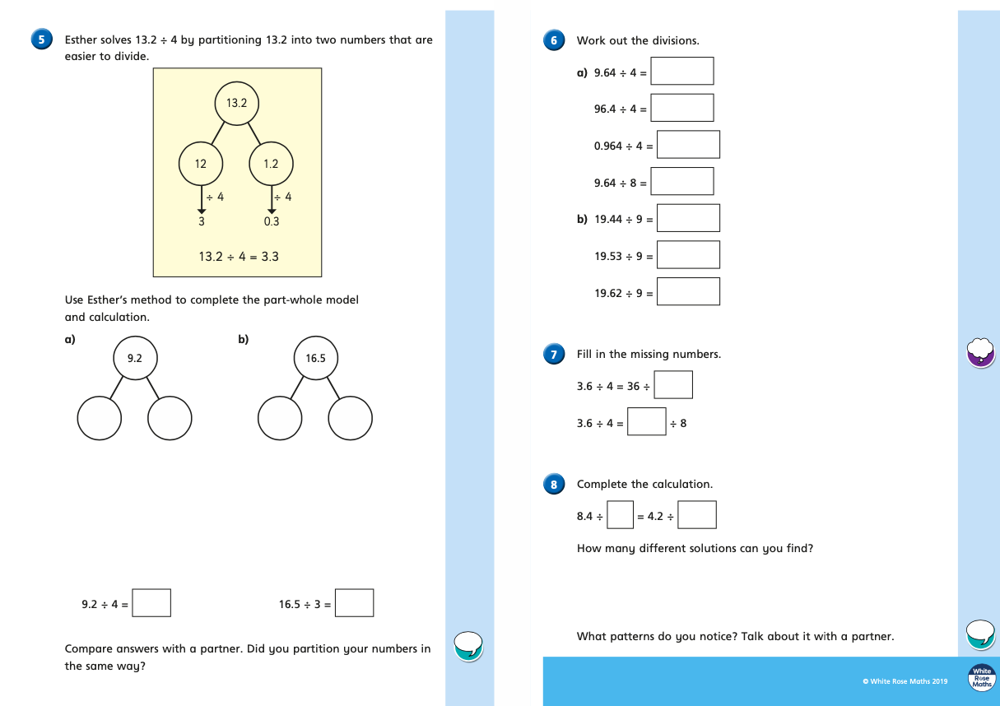 5 Esther solves 13.2 ÷ 4 by partitioning 13.2 into two numbers that are
easier to divide.
13.2
12 1.2
÷ 4 ÷ 4
3 0.3
13.2 ÷ 4 = 3.3
Use Esther's method to complete the part-whole model
and calculation.
a) b)
9.2 16.5
9.2 ÷ 4 = 16.5 ÷ 3 =
Compare answers with a partner. Did you partition your numbers in
the same way?
6 Work out the divisions.
a) 9.64 ÷ 4 =
96.4 ÷ 4 =
0.964 ÷ 4 =
9.64 ÷ 8 =
b) 19.44 ÷ 9 =
19.53 ÷ 9 =
19.62 ÷ 9 =
7 Fill in the missing numbers.
3.6 ÷ 4 = 36 ÷
3.6 ÷ 4 = ÷ 8
8 Complete the calculation.
8.4 ÷ = 4.2 ÷
How many different solutions can you find?
What patterns do you notice? Talk about it with a partner.
© White Rose Maths 2019
White
Rose
Maths